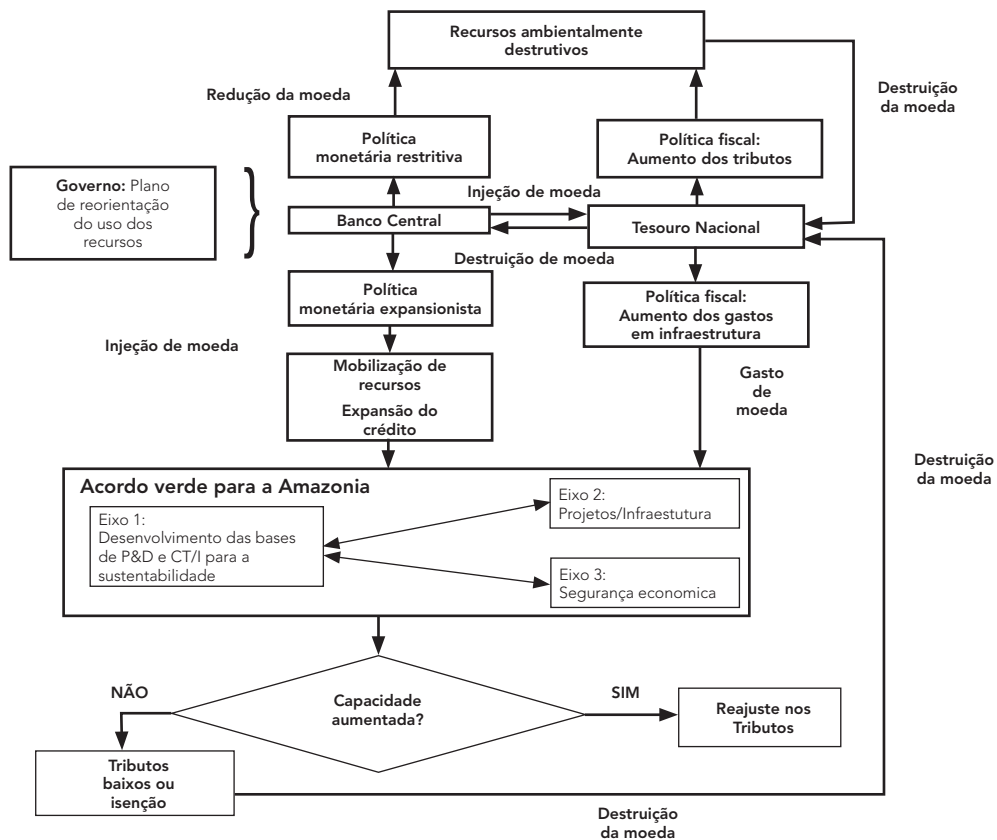 Recursos ambientalmente
destrutivos
Redução da moeda
Destruição
da moeda
Política
monetária restritiva
Política fiscal:
Aumento dos tributos
Governo: Plano
de reorientação
do uso dos
recursos
Injeção de moeda
Banco Central
Tesouro Nacional
Destruição de moeda
Política
monetária expansionista
Política fiscal:
Aumento dos gastos
em infraestrutura
Injeção de moeda
Mobilização de
recursos
Expansão do
crédito
Gasto
de
moeda
Destruição
da moeda
Acordo verde para a Amazonia
Eixo 1:
Desenvolvimento das bases
de P&D e CT/I para a
sustentabilidade
Eixo 2:
Projetos/Infraestutura
Eixo 3:
Segurança economica
NÃO
Capacidade
aumentada?
SIM
Reajuste nos
Tributos
Tributos
baixos ou
isenção
Destruição
da moeda